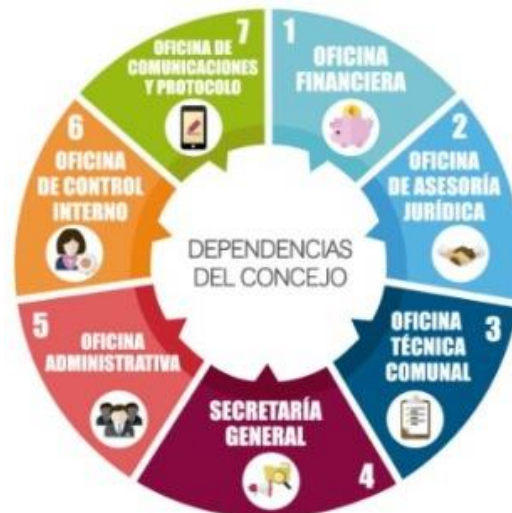 DEPENDENCIAS
DEL CONCEJO
1
OFICINA
FINANCIERA
2
OFICINA
DE ASESORÍA
JURÍDICA
3
OFICINA
TÉCNICA
COMUNAL
4
SECRETARÍA
GENERAL
5
OFICINA
ADMINISTRATIVA
6
OFICINA
DE CONTROL
INTERNO
7
OFICINA DE
COMUNICACIONES
Y PROTOCOLO